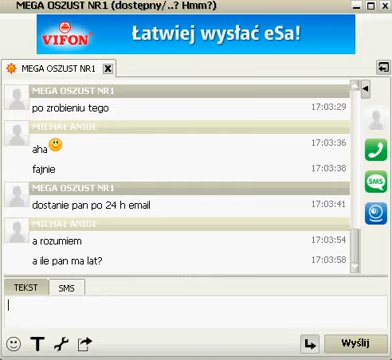 MEGA OSZUST NR1 (dostępny/..? Hmm?)
VIFON
Łatwiej wysłać eSa!
MEGA OSZUST NR1
MEGA OSZUST NR1
po zrobieniu tego 17:03:29
MICHAŁ ANIOŁ
aha 17:03:36
fajnie 17:03:38
MEGA OSZUST NR1
dostanie pan po 24 h email 17:03:41
MICHAŁ ANIOŁ
a rozumiem 17:03:54
a ile pan ma lat? 17:03:58
SMS
TEKST SMS
T
Wyślij